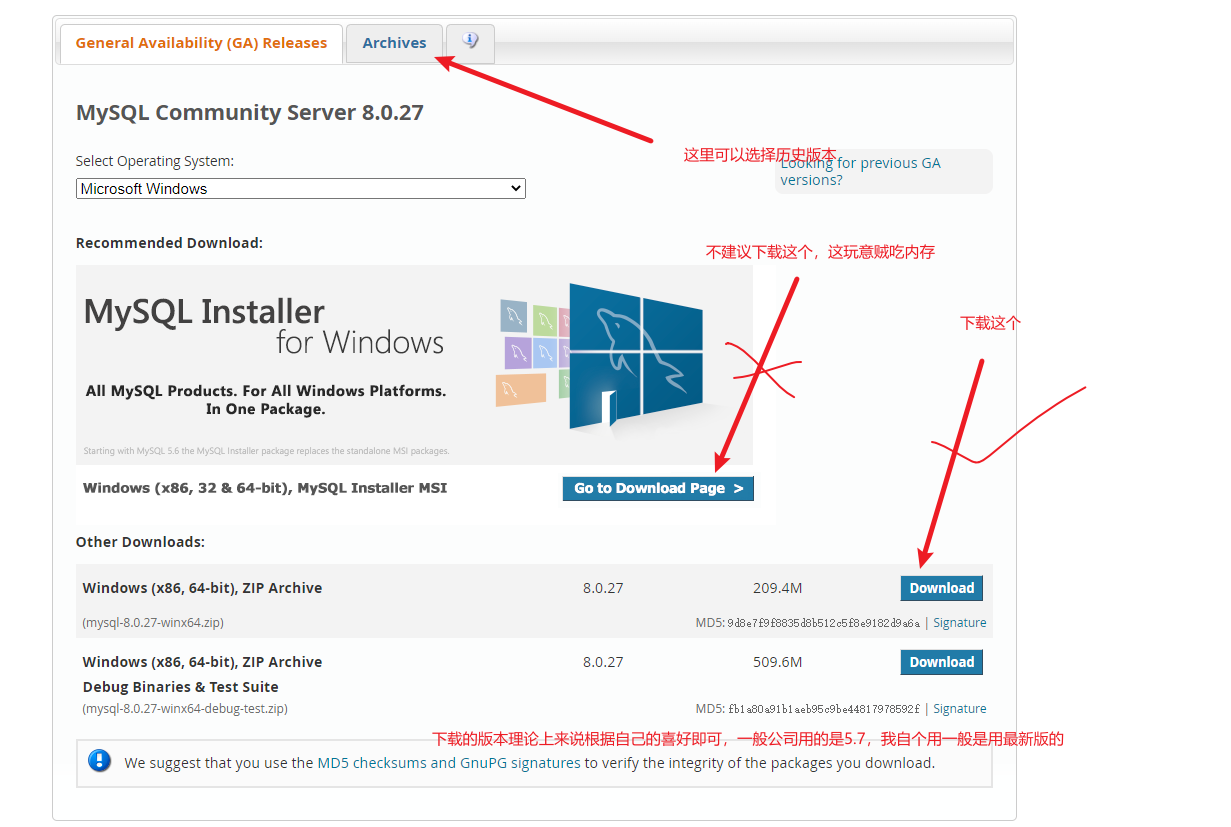 General Availability (GA) Releases
Archives
MySQL Community Server 8.0.27
这里可以选择历史版本
Select Operating System:
Looking for previous GA
versions?
Microsoft Windows
Recommended Download:
不建议下载这个，这玩意贼吃内存
MySQL Installer
for Windows
下载这个
All MySQL Products. For All Windows Platforms.
In One Package.
Starting with MySQL 5.6 the MySQL Installer package replaces the standalone MSI packages.
Windows (x86, 32 & 64-bit), MySQL Installer MSI
Go to Download Page >
Other Downloads:
Windows (x86, 64-bit), ZIP Archive 8.0.27 209.4M Download
(mysql-8.0.27-winx64.zip) MD5: 9d8e7f9f8835d8b512c5f8e9182d9a6a | Signature
Windows (x86, 64-bit), ZIP Archive 8.0.27 509.6M Download
Debug Binaries & Test Suite
(mysql-8.0.27-winx64-debug-test.zip) MD5: fb1a80a91b1aeb95c9be44817978592f | Signature
下载的版本理论上来说根据自己的喜好即可，一般公司用的是5.7，我自个用一般是用最新版的
We suggest that you use the MD5 checksums and GnuPG signatures to verify the integrity of the packages you download.